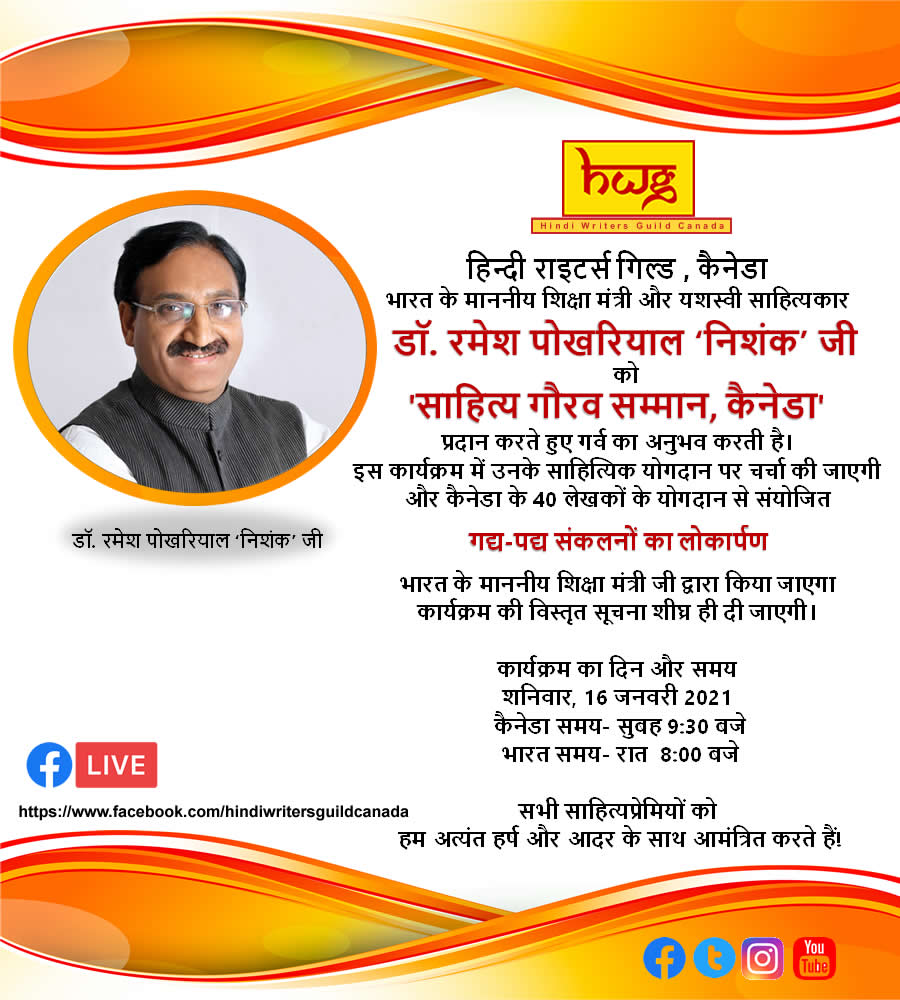 hwg
Hindi Writers Guild Canada
हिन्दी राइटर्स गिल्ड , कैनेडा
भारत के माननीय शिक्षा मंत्री और यशस्वी साहित्यकार
डॉ. रमेश पोखरियाल ‘निशंक’ जी
को
'साहित्य गौरव सम्मान, कैनेडा'
प्रदान करते हुए गर्व का अनुभव करती है।
इस कार्यक्रम में उनके साहित्यिक योगदान पर चर्चा की जाएगी
और कैनेडा के 40 लेखकों के योगदान से संयोजित
गद्य-पद्य संकलनों का लोकार्पण
भारत के माननीय शिक्षा मंत्री जी द्वारा किया जाएगा
कार्यक्रम की विस्तृत सूचना शीघ्र ही दी जाएगी।
डॉ. रमेश पोखरियाल ‘निशंक’ जी
कार्यक्रम का दिन और समय
शनिवार, 16 जनवरी 2021
कैनेडा समय- सुबह 9:30 बजे
भारत समय- रात 8:00 बजे
LIVE
https://www.facebook.com/hindiwritersguildcanada
सभी साहित्यप्रेमियों को
हम अत्यंत हर्ष और आदर के साथ आमंत्रित करते हैं!
You
Tube